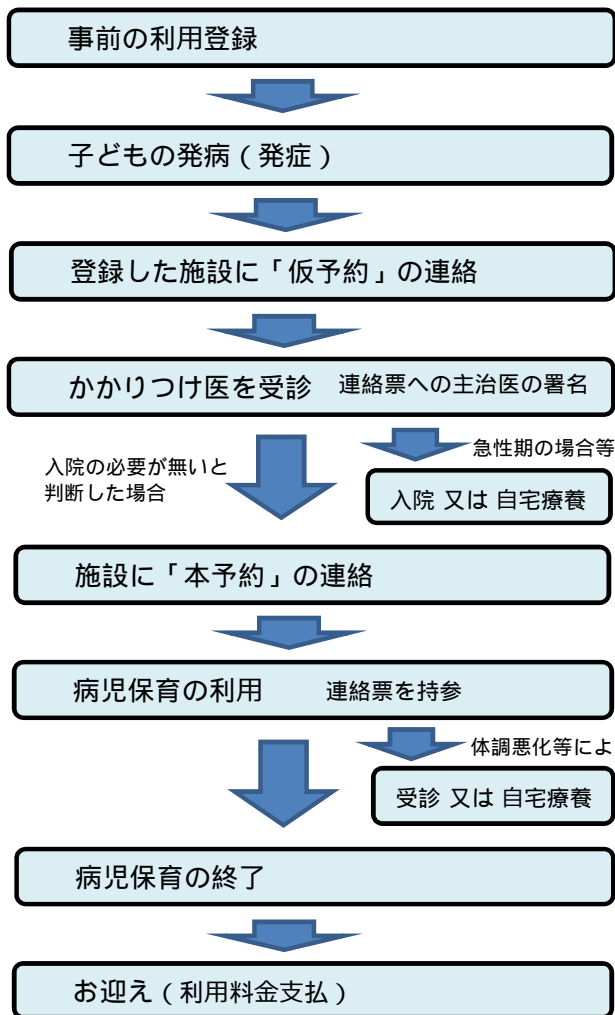 事前の利用登録
子どもの発病（発症）
登録した施設に「仮予約」の連絡
かかりつけ医を受診 連絡票への主治医の署名
急性期の場合等
入院の必要が無いと
判断した場合
入院 又は 自宅療養
施設に「本予約」の連絡
病児保育の利用 連絡票を持参
体調悪化等によ
受診 又は 自宅療養
病児保育の終了
お迎え（利用料金支払）